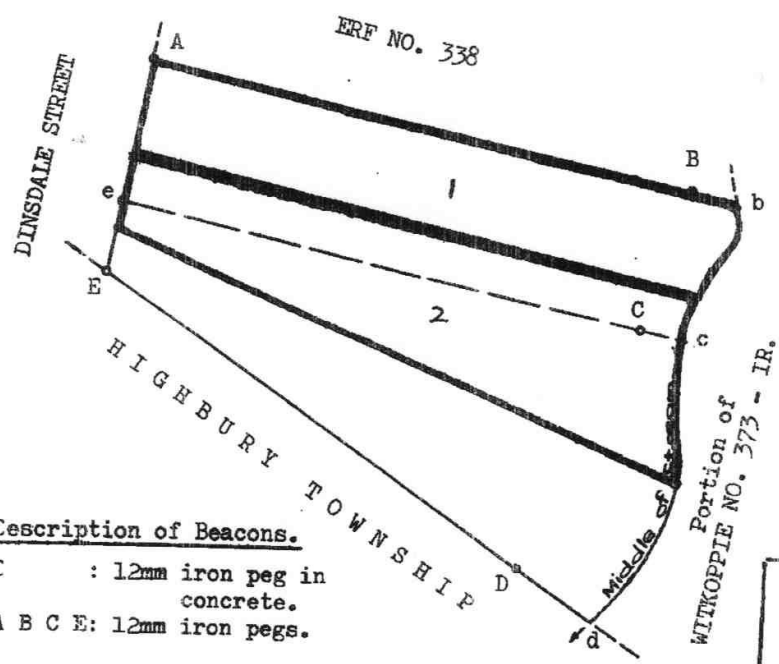 ERF NO. 338
A
DINSDALE STREET
B
b
1
e
E
2
C
c
HIGHBURY TOWNSHIP
Middle of
Portion of
WITKOPPIE NO. 373 - IR.
D
d
Description of Beacons.
: 12mm iron peg in
concrete.
A B C E: 12mm iron pegs.